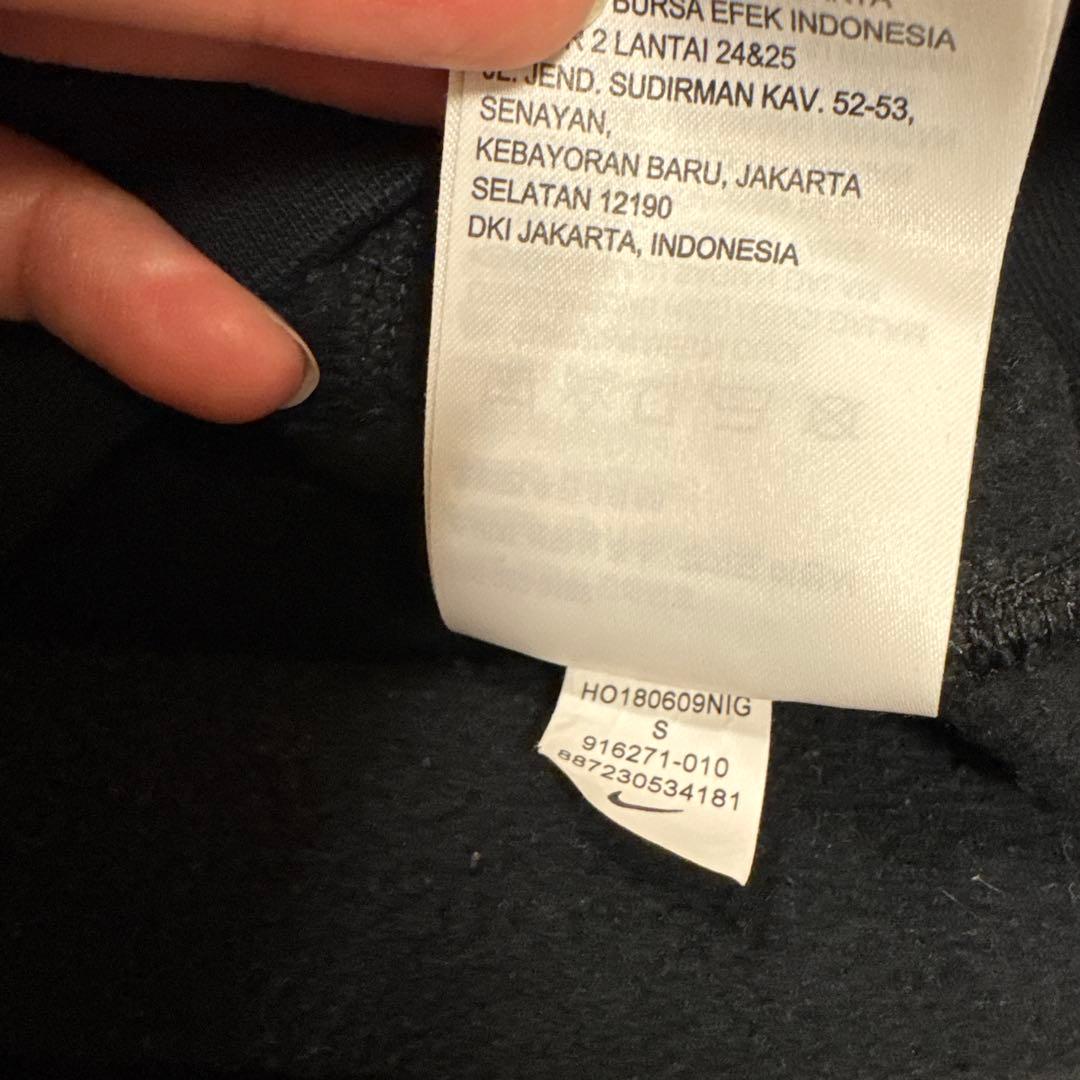 BURSA EFEK INDONESIA
2 LANTAI 24&25
JL. JEND. SUDIRMAN KAV. 52-53,
SENAYAN,
KEBAYORAN BARU, JAKARTA
SELATAN 12190
DKI JAKARTA, INDONESIA
HO180609NIG
S
916271-010
887230534181